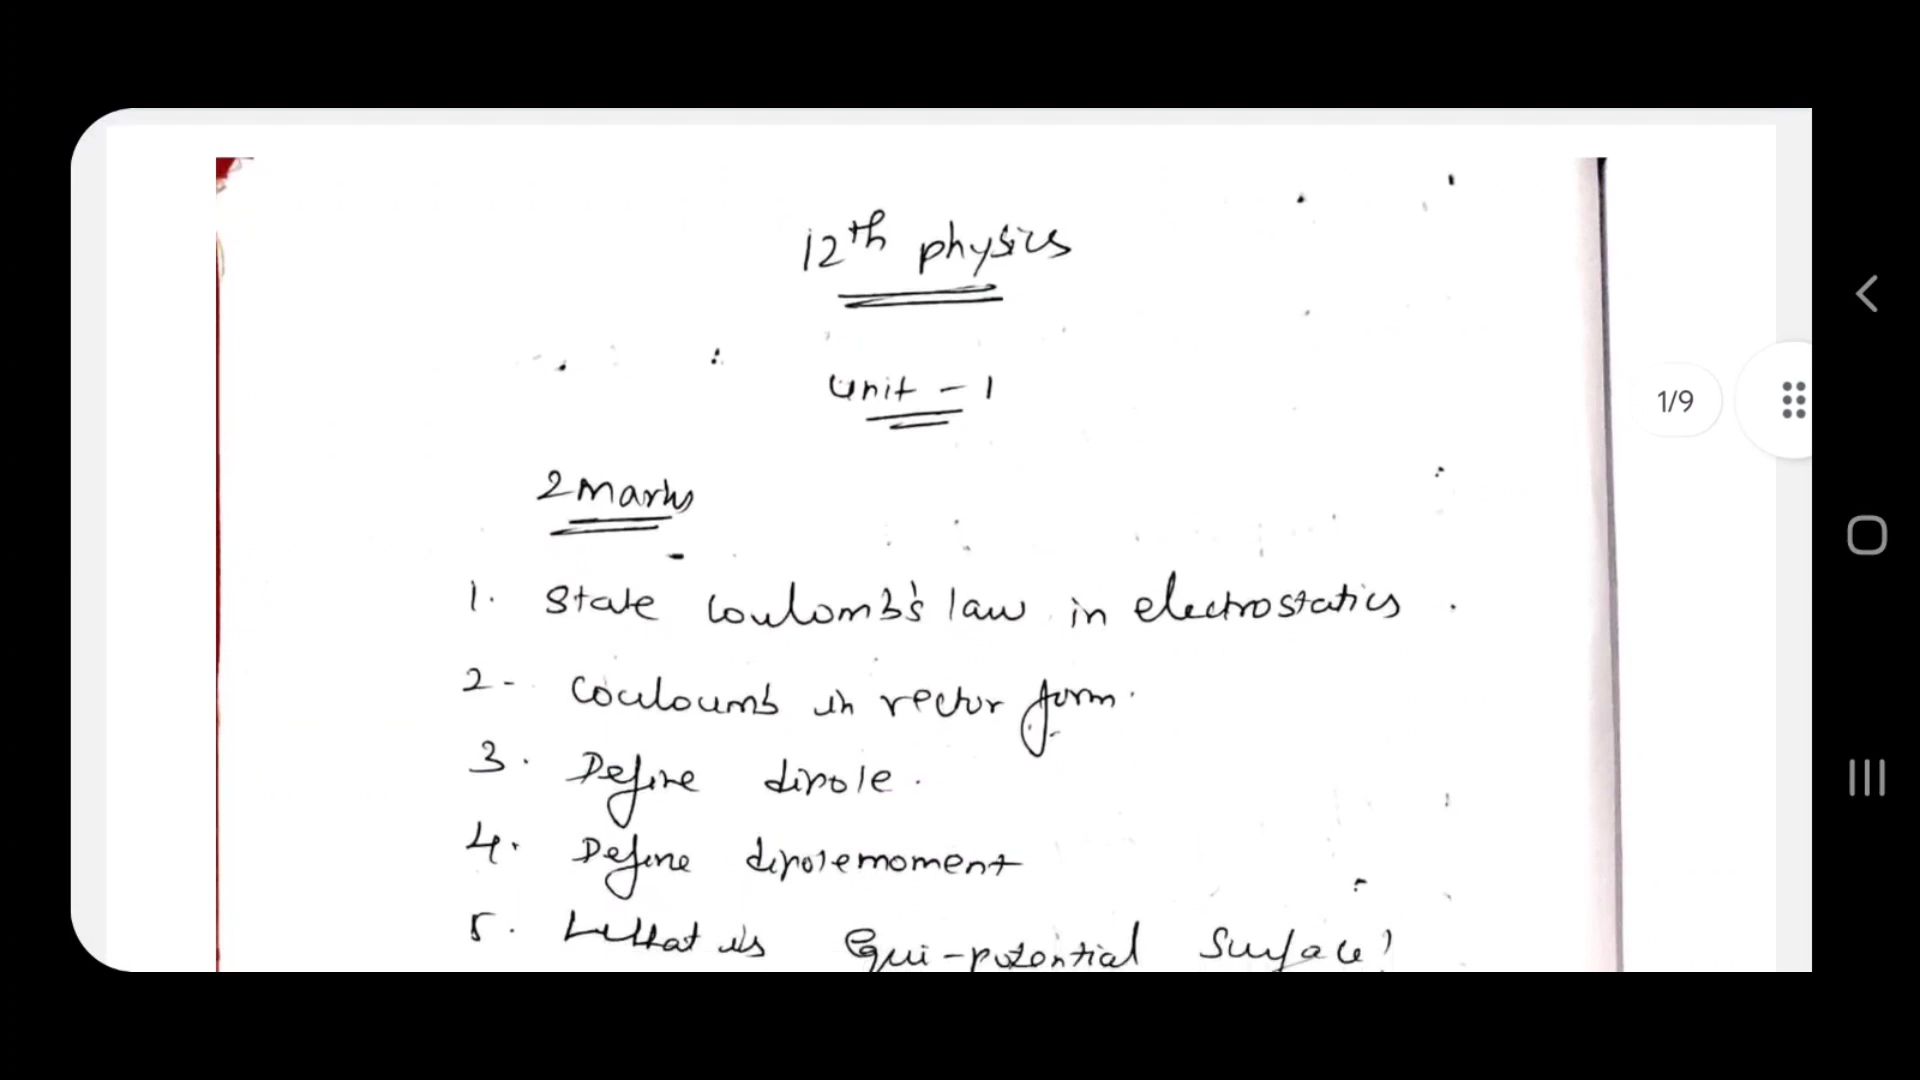 12th physics
Unit - 1
2 Marks
1. State Coulomb's law in electrostatics.
2- Couloumb in vector form.
3. Define dipole.
4. Define dipolemoment
5. What is Equi-potential Surface?
1/9